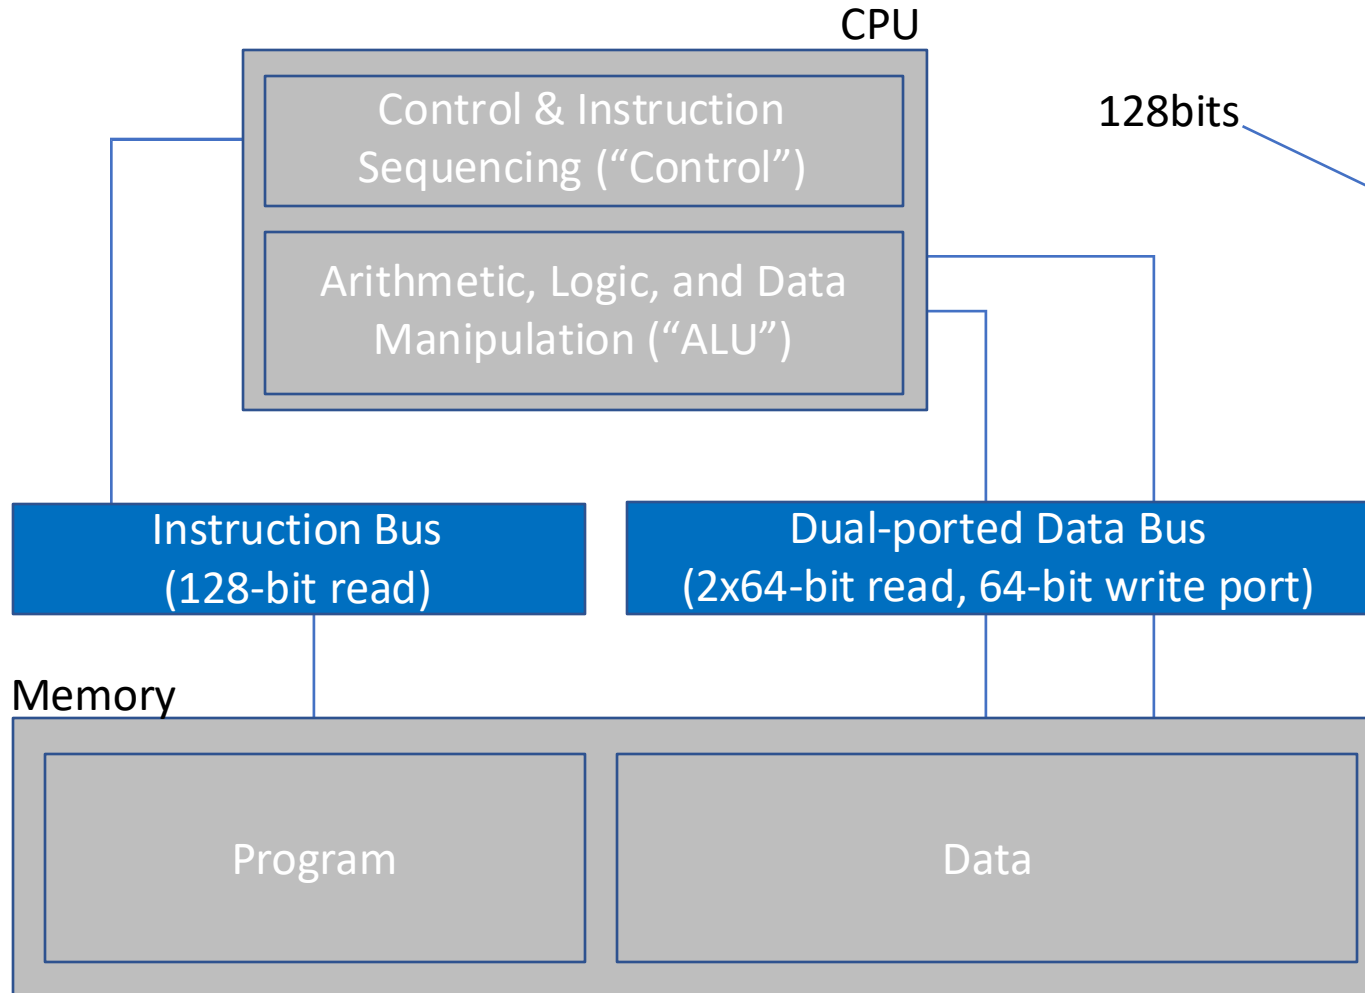 CPU
Control & Instruction
Sequencing (“Control”)
128bits
Arithmetic, Logic, and Data
Manipulation (“ALU”)
Instruction Bus
(128-bit read)
Dual-ported Data Bus
(2x64-bit read, 64-bit write port)
Memory
Program
Data